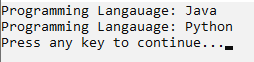 Programming Langauage: Java
Programming Langauage: Python
Press any key to continue...